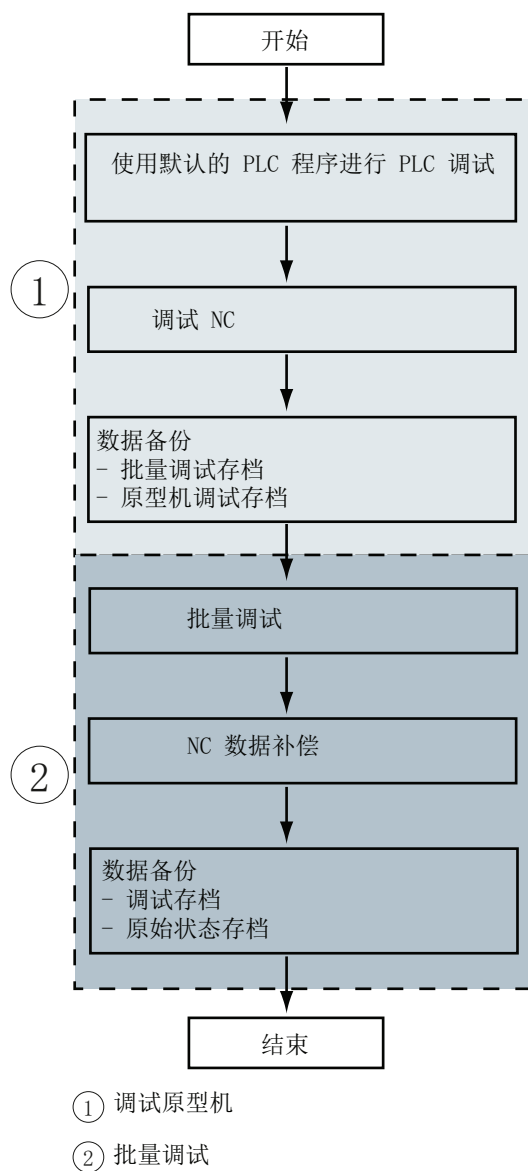 开始
使用默认的 PLC 程序进行 PLC 调试
1
调试 NC
数据备份
- 批量调试存档
- 原型机调试存档
批量调试
2
NC 数据补偿
数据备份
- 调试存档
- 原始状态存档
结束
1 调试原型机
2 批量调试